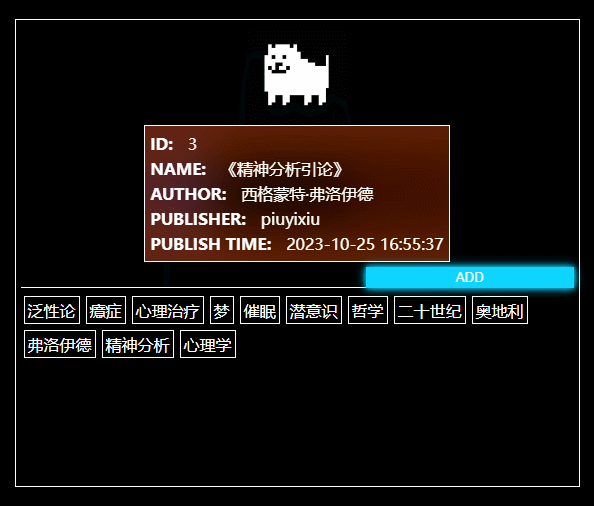 ID: 3
NAME: 《精神分析引论》
AUTHOR: 西格蒙特·弗洛伊德
PUBLISHER: piuyixiu
PUBLISH TIME: 2023-10-25 16:55:37
ADD
泛性论 癔症 心理治疗 梦 催眠 潜意识 哲学 二十世纪 奥地利
弗洛伊德 精神分析 心理学